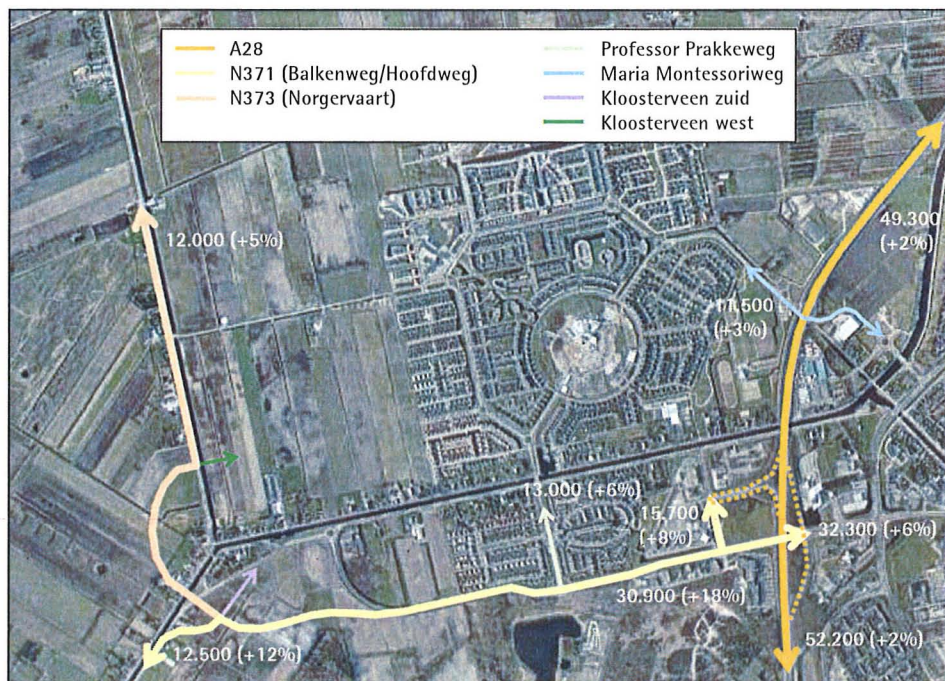 A28
N371 (Balkenweg/Hoofdweg)
N373 (Norgervaart)
Professor Prakkeweg
Maria Montessoriweg
Kloosterveen zuid
Kloosterveen west
49.300
(+2%)
12.000 (+5%)
11.500
(+3%)
13.000 (+6%)
15.700
(+8%)
32.300 (+6%)
30.900 (+18%)
12.500 (+12%)
52.200 (+2%)